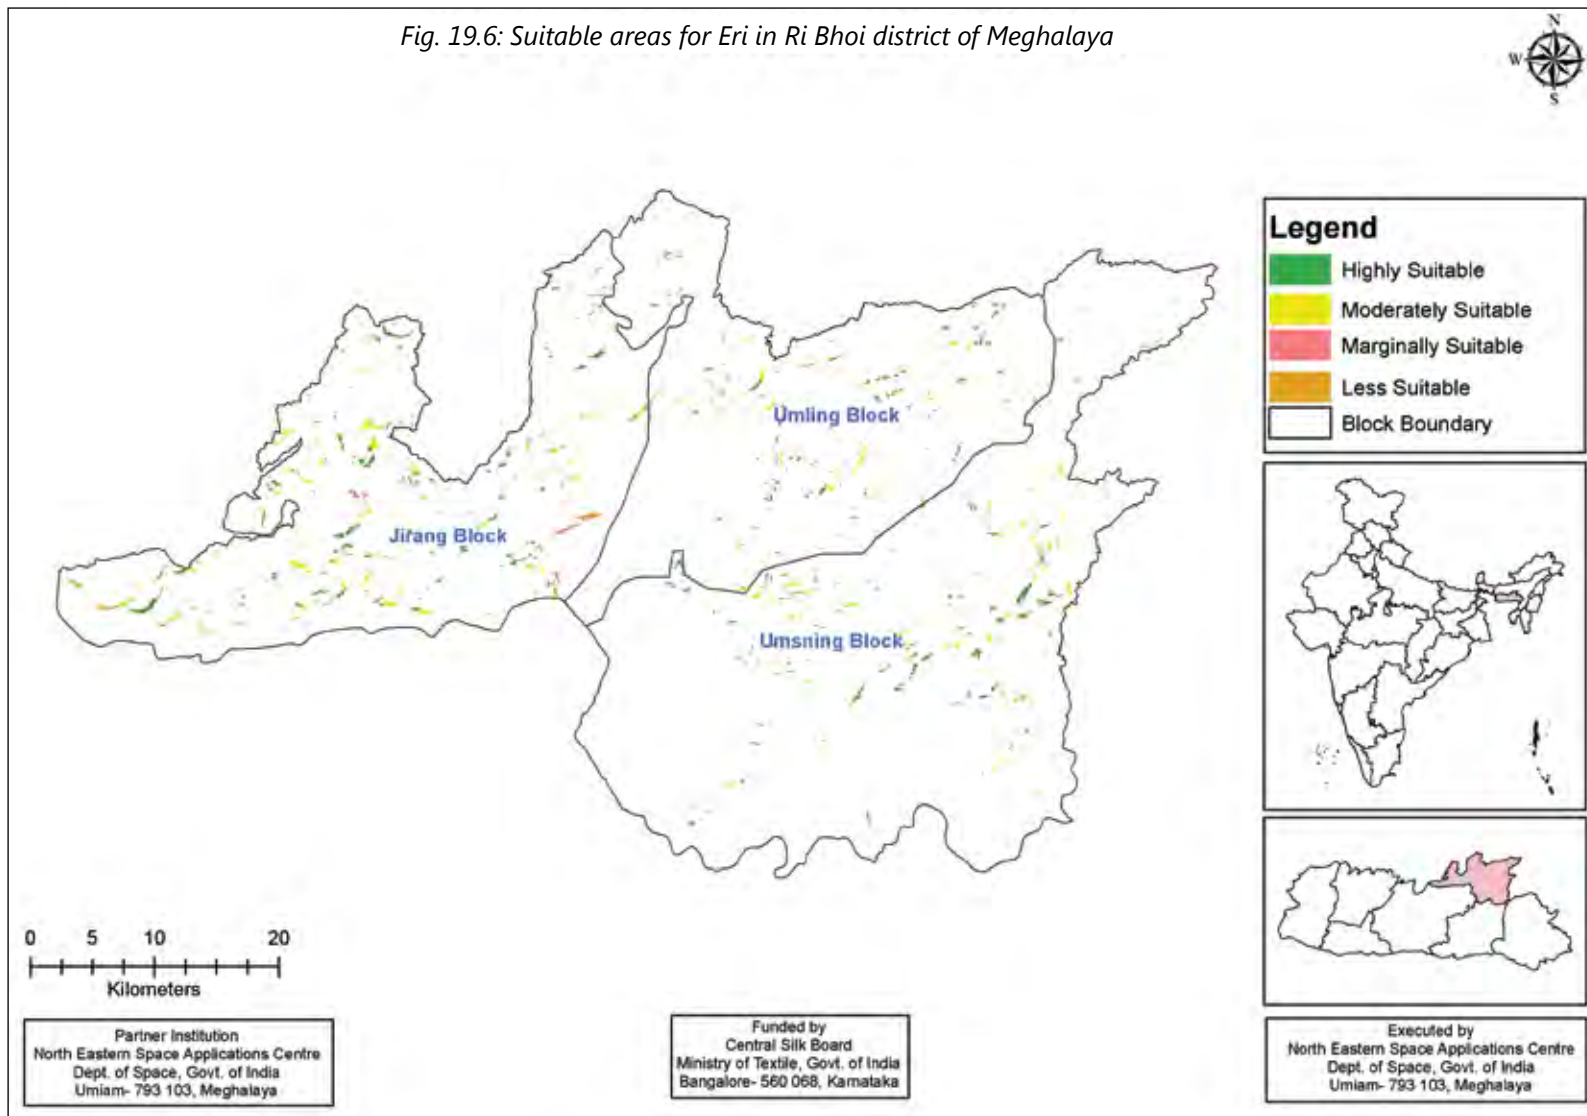 Fig. 19.6: Suitable areas for Eri in Ri Bhoi district of Meghalaya
N
W
S
Legend
Highly Suitable
Moderately Suitable
Marginally Suitable
Less Suitable
Block Boundary
Umling Block
Jirang Block
Umsning Block
0 5 10 20
Kilometers
Partner Institution
North Eastern Space Applications Centre
Dept. of Space, Govt. of India
Umiam- 793 103, Meghalaya
Funded by
Central Silk Board
Ministry of Textile, Govt. of India
Bangalore- 560 068, Karnataka
Executed by
North Eastern Space Applications Centre
Dept. of Space, Govt. of India
Umiam- 793 103, Meghalaya